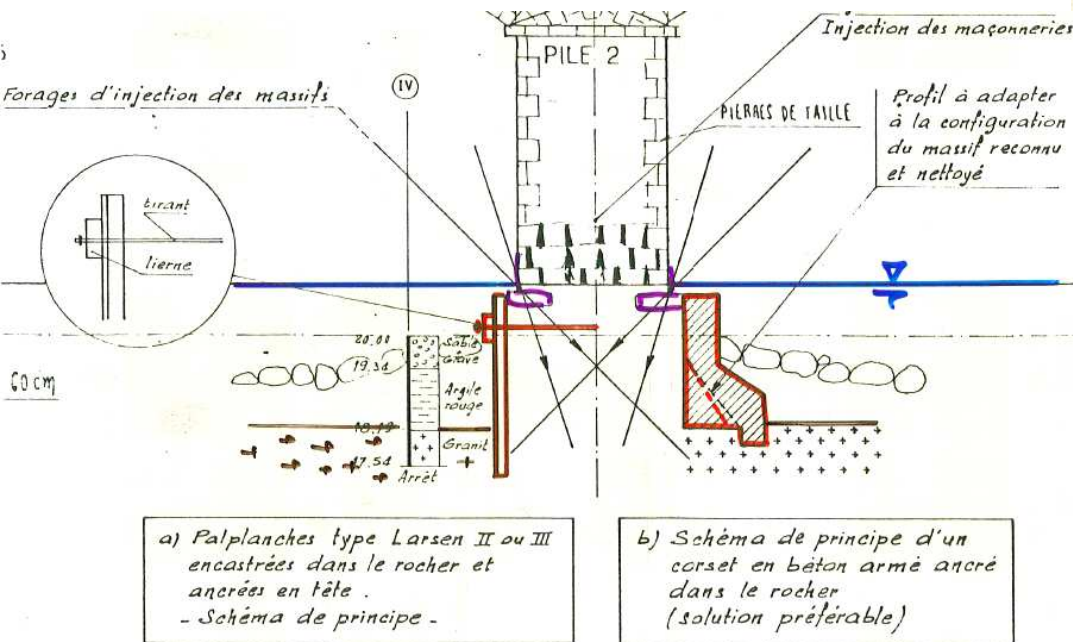 Injection des maçonneries
PILE 2
Forages d'injection des massifs
IV
PIERRES DE TAILLE
Profil à adapter
à la configuration
du massif reconnu
et nettoyé
tirant
lierne
60 cm
20.00
Sable
Grave
19.34
Argile
rouge
Granit
17.54
Arrêt
a) Palplanches type Larsen II ou III
encastrées dans le rocher et
ancrées en tête.
- Schéma de principe -
b) Schéma de principe d'un
corset en béton armé ancré
dans le rocher
(solution préférable)